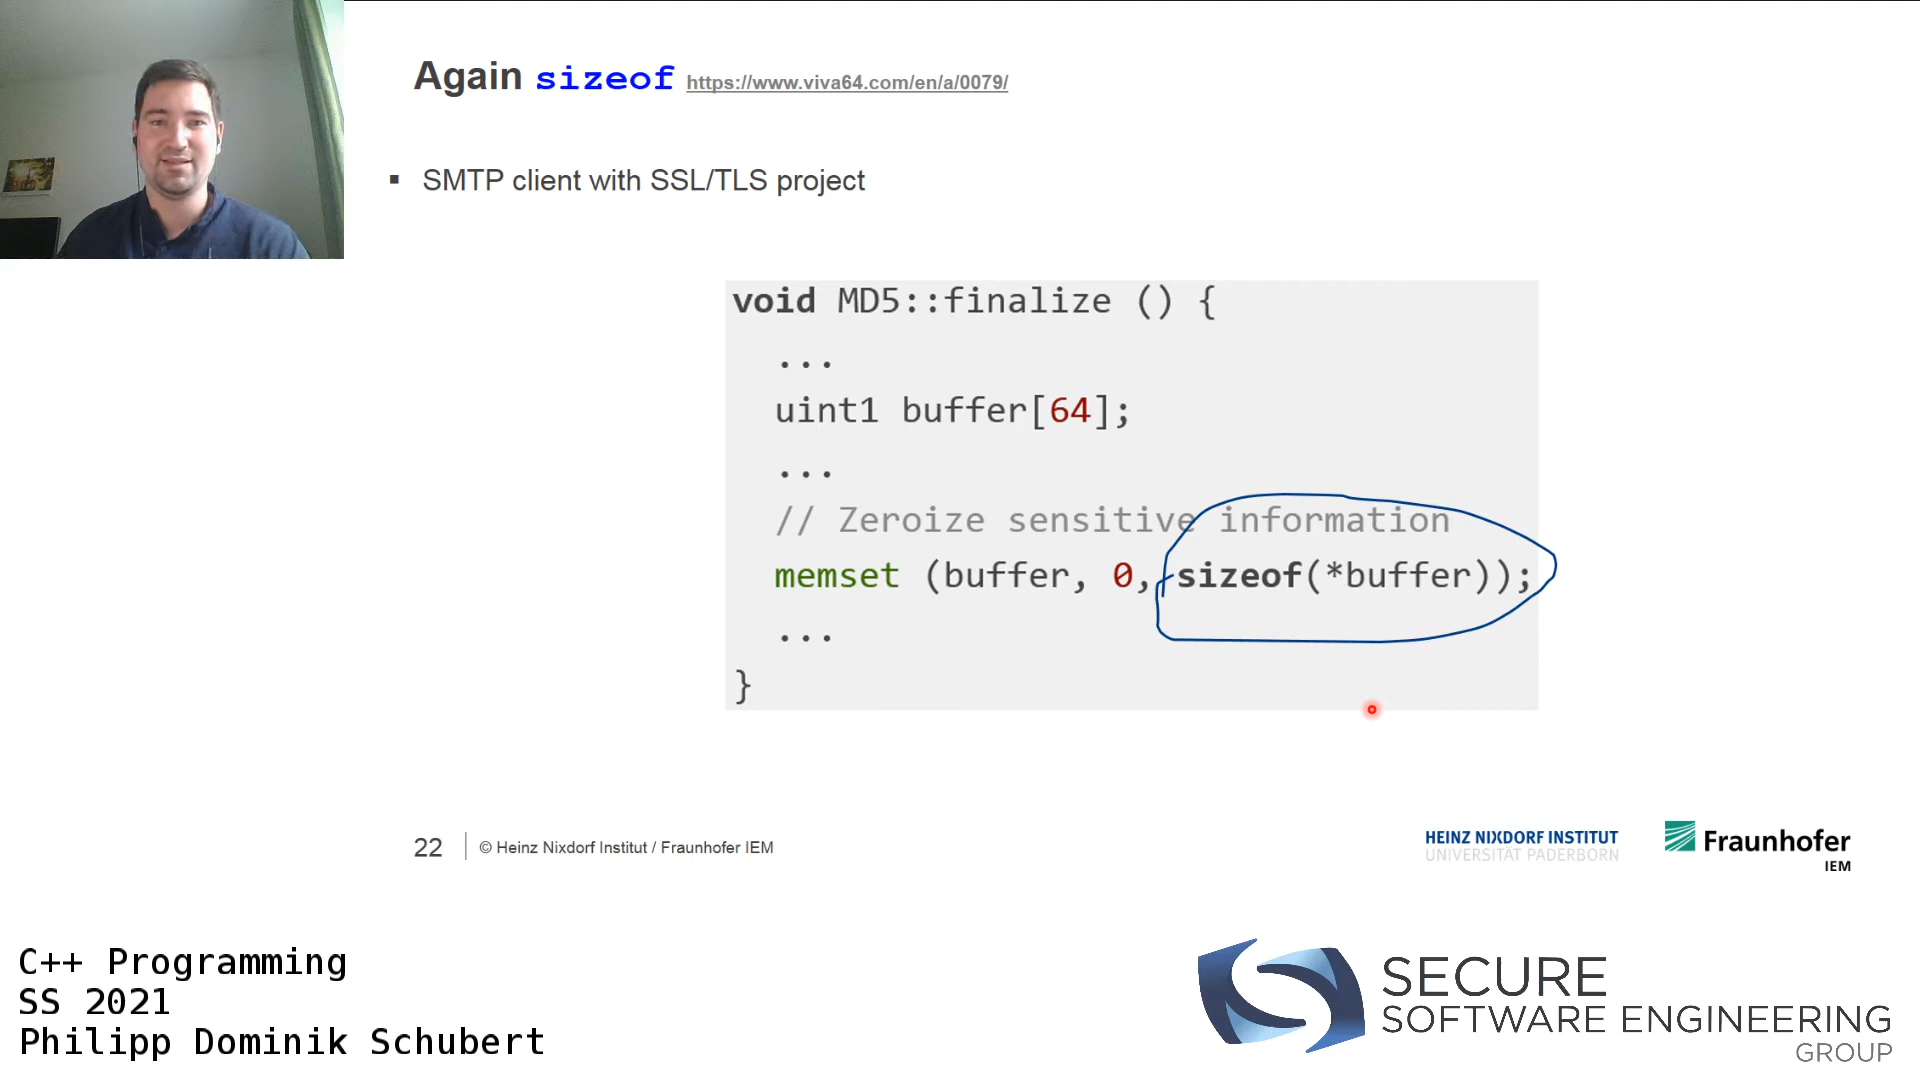 Again sizeof https://www.viva64.com/en/a/0079/
▪ SMTP client with SSL/TLS project
void MD5::finalize () {
...
uint1 buffer[64];
...
// Zeroize sensitive information
memset (buffer, 0, sizeof(*buffer));
...
}
22 © Heinz Nixdorf Institut / Fraunhofer IEM
HEINZ NIXDORF INSTITUT
UNIVERSITÄT PADERBORN
Fraunhofer
IEM
C++ Programming
SS 2021
Philipp Dominik Schubert
SECURE
SOFTWARE ENGINEERING
GROUP